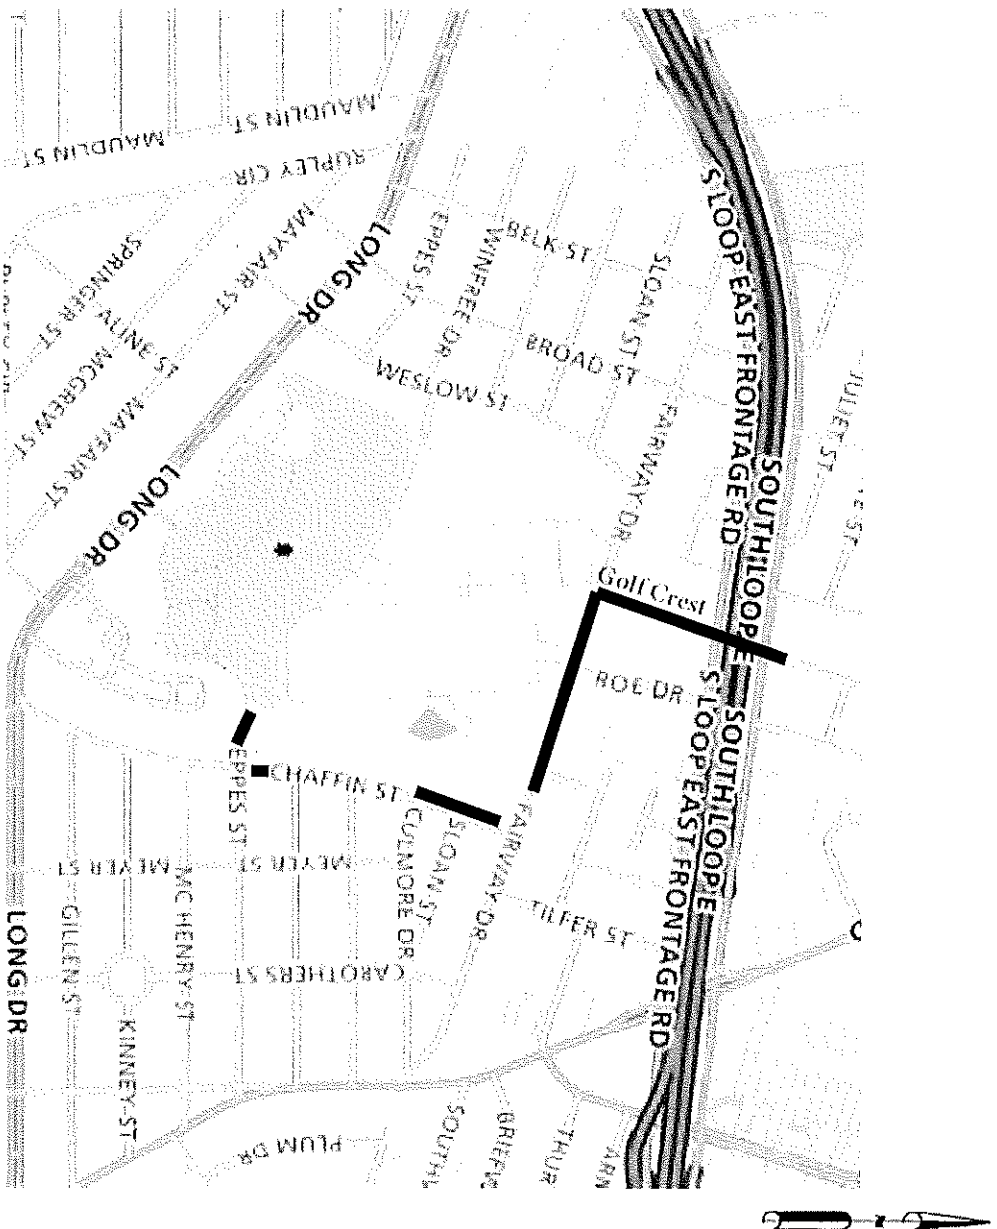 MAUDLIN ST
MAUDLIN ST
RUPLEY CIR
SPRINGER ST
MAYFAIR ST
ALINE ST
MCGREW ST
MAYFAIR ST
LONG DR
LONG DR
EPPES ST
WINFREE DR
BELK ST
SLOAN ST
BROAD ST
WESLOW ST
FAIRWAY DR
S LOOP EAST FRONTAGE RD
SOUTH LOOP E
JULIET ST
Golf Crest
ROE DR
SOUTH LOOP E
S LOOP EAST FRONTAGE RD
EPPES ST
CHAFFIN ST
CULMORE DR
SLOAN ST
FAIRWAY DR
MEYER ST
MEYER ST
MC HENRY ST
GILLEN ST
TILFER ST
CAROTHERS ST
LONG DR
KINNEY ST
PLUM DR
SOUTH
THUR
ARN